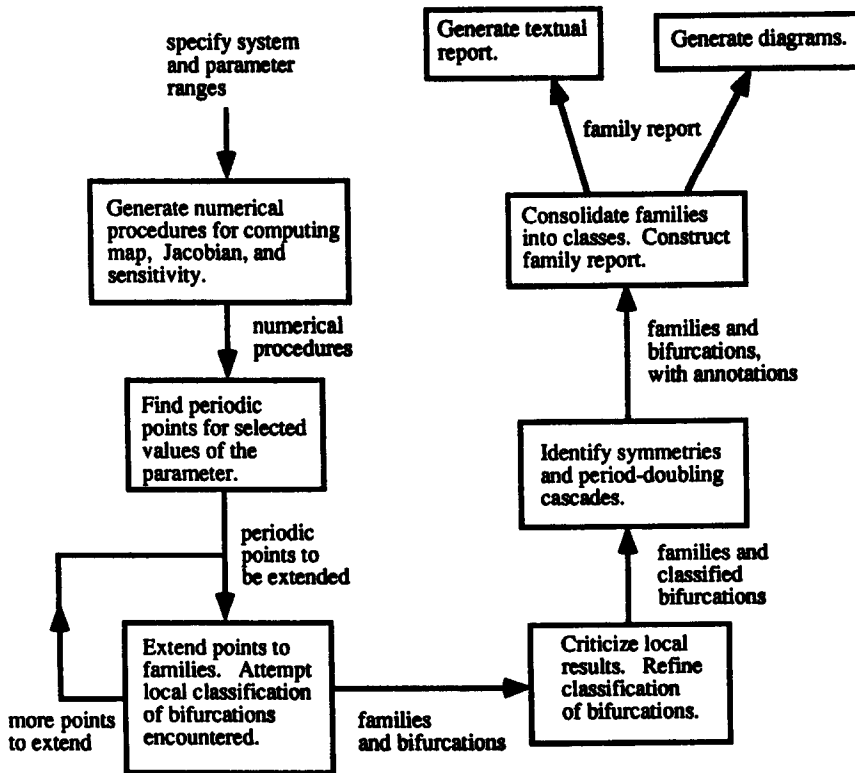 specify system
and parameter
ranges
Generate numerical
procedures for computing
map, Jacobian, and
sensitivity.
numerical
procedures
Find periodic
points for selected
values of the
parameter.
periodic
points to
be extended
Extend points to
families. Attempt
local classification
of bifurcations
encountered.
more points
to extend
families
and bifurcations
Criticize local
results. Refine
classification
of bifurcations.
families and
classified
bifurcations
Identify symmetries
and period-doubling
cascades.
families and
bifurcations,
with annotations
Consolidate families
into classes. Construct
family report.
family report
Generate textual
report.
Generate diagrams.